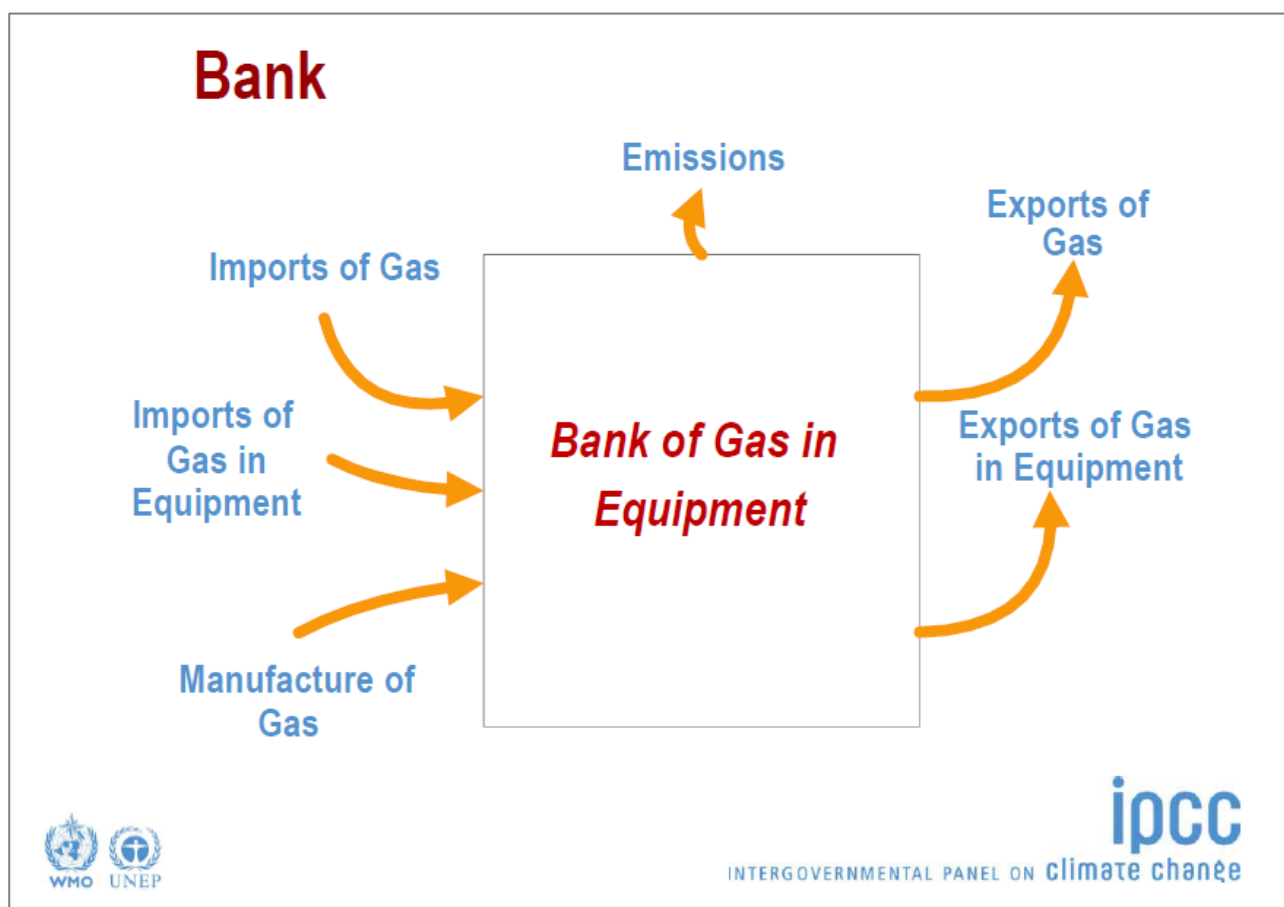 Bank
Emissions
Exports of
Gas
Imports of Gas
Imports of
Gas in
Equipment
Bank of Gas in
Equipment
Exports of Gas
in Equipment
Manufacture of
Gas
WMO UNEP
ipcc
INTERGOVERNMENTAL PANEL ON climate change